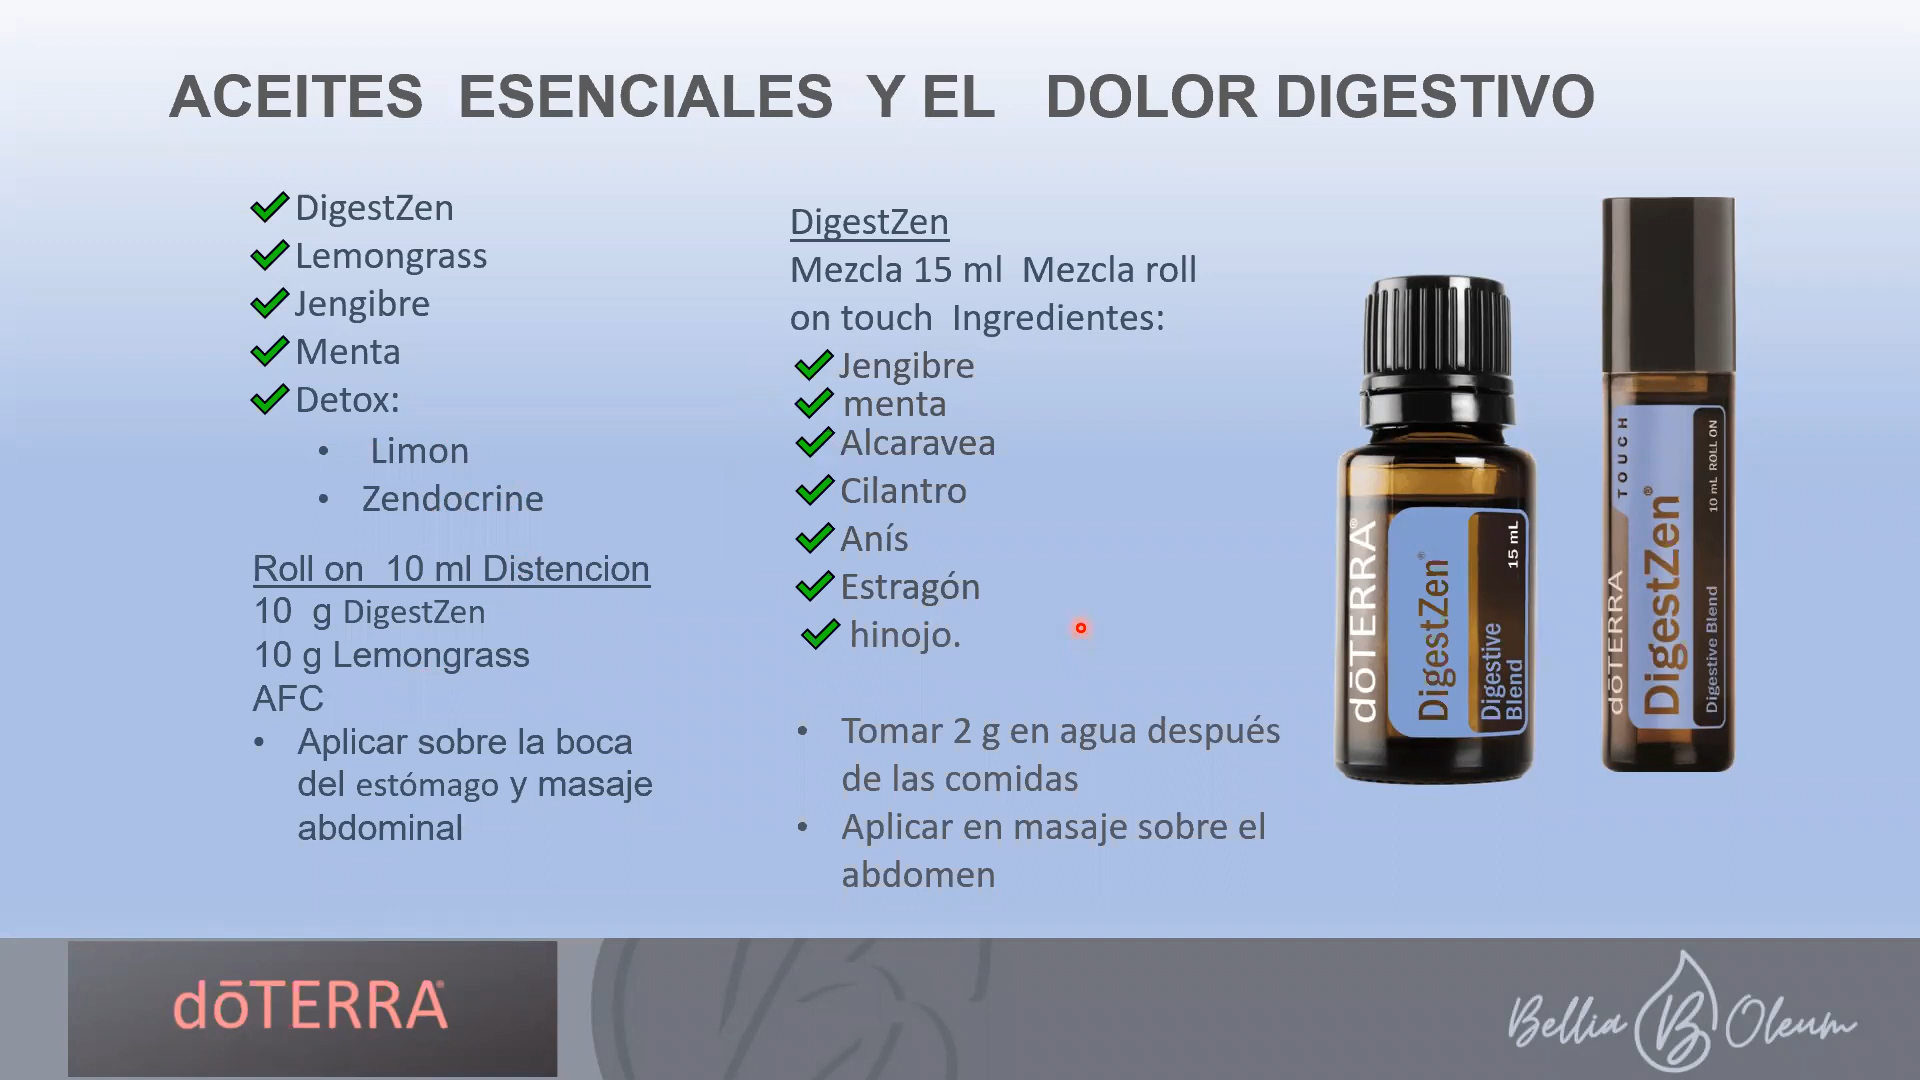 ACEITES ESENCIALES Y EL DOLOR DIGESTIVO
DigestZen
Lemongrass
Jengibre
Menta
Detox:
Limon
Zendocrine
Roll on 10 ml Distencion
10 g DigestZen
10 g Lemongrass
AFC
Aplicar sobre la boca
del estómago y masaje
abdominal
DigestZen
Mezcla 15 ml Mezcla roll
on touch Ingredientes:
Jengibre
menta
Alcaravea
Cilantro
Anís
Estragón
hinojo.
Tomar 2 g en agua después
de las comidas
Aplicar en masaje sobre el
abdomen
dōTERRA®
DigestZen®
Digestive
Blend
15 mL
dōTERRA
TOUCH
DigestZen®
Digestive Blend
10 mL ROLL ON
dōTERRA®
Bellia B Oleum